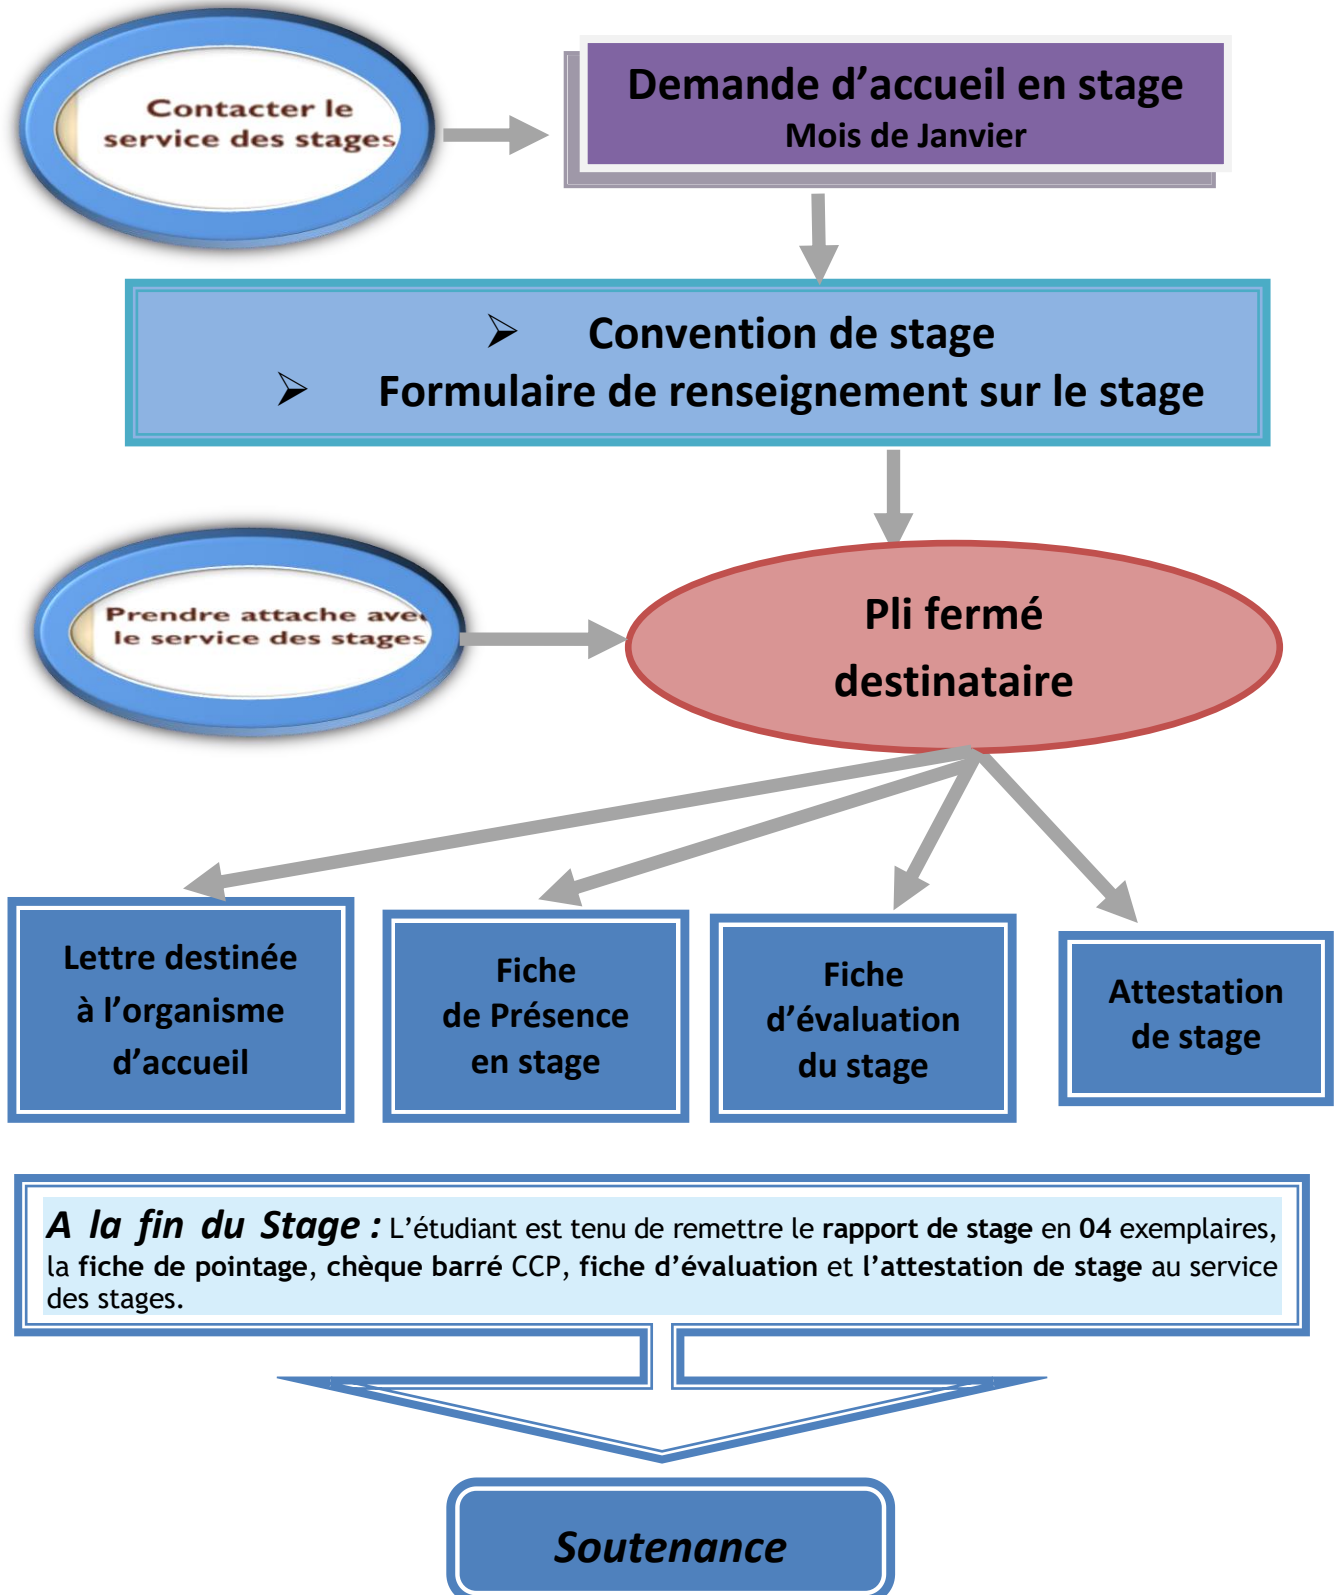 Contacter le
service des stages
Demande d’accueil en stage
Mois de Janvier
➢ Convention de stage
➢ Formulaire de renseignement sur le stage
Prendre attache avec
le service des stages
Pli fermé
destinataire
Lettre destinée
à l’organisme
d’accueil
Fiche
de Présence
en stage
Fiche
d’évaluation
du stage
Attestation
de stage
A la fin du Stage : L’étudiant est tenu de remettre le rapport de stage en 04 exemplaires,
la fiche de pointage, chèque barré CCP, fiche d’évaluation et l’attestation de stage au service
des stages.
Soutenance